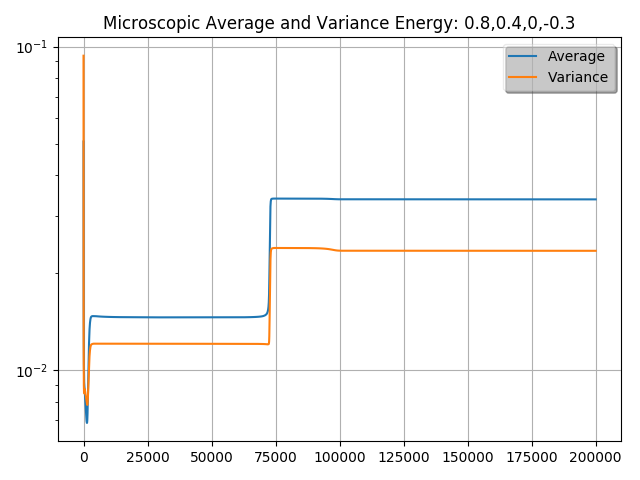 Microscopic Average and Variance Energy: 0.8,0.4,0,-0.3
10⁻¹
Average
Variance
10⁻²
0 25000 50000 75000 100000 125000 150000 175000 200000